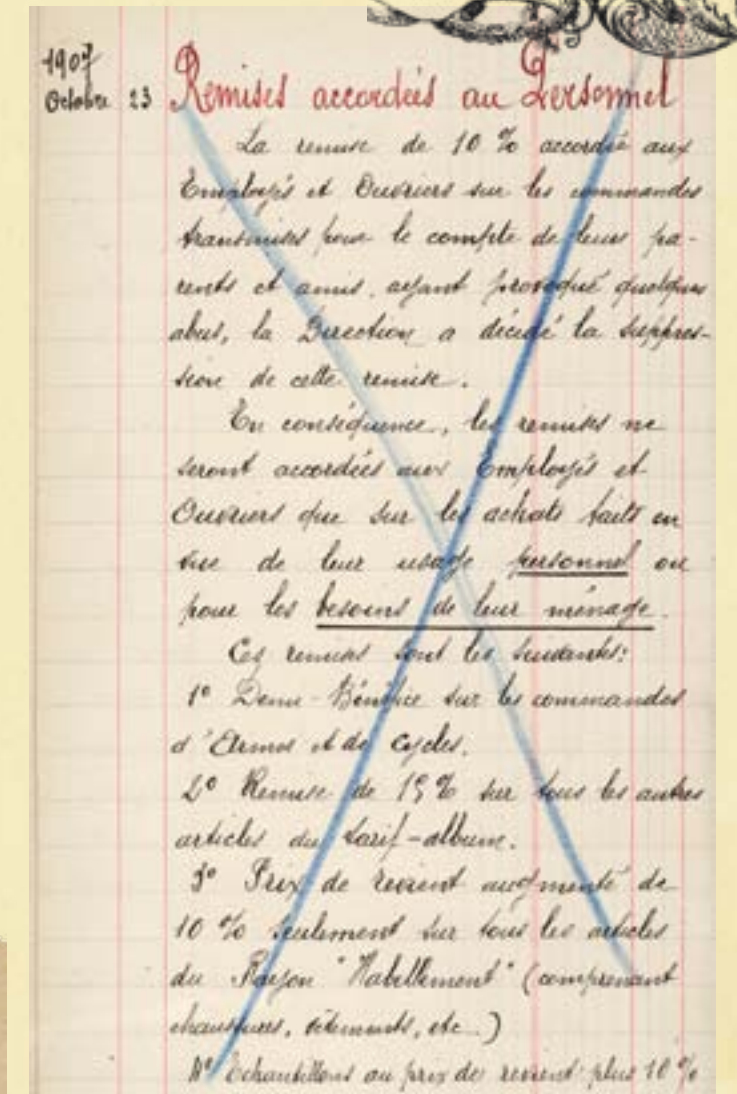 1907
Octobre 23 Remises accordées au Personnel
La remise de 10 % accordée aux
Employés et Ouvriers sur les commandes
transmises pour le compte de leurs pa-
rents et amis, ayant provoqué quelques
abus, la Direction a décidé la suppres-
sion de cette remise.
En conséquence, les remises ne
seront accordées aux Employés et
Ouvriers que sur les achats faits en
vue de leur usage personnel ou
pour les besoins de leur ménage.
Ces remises sont les suivantes:
1° Demi-Bénéfice sur les commandes
d'Armes et de Cycles.
2° Remise de 15 % sur tous les autres
articles du tarif-album.
3° Prix de revient augmenté de
10 % seulement sur tous les articles
du Rayon "Habillement" (comprenant
chaussures, vêtements, etc..)
4° Echantillons au prix de revient plus 10 %